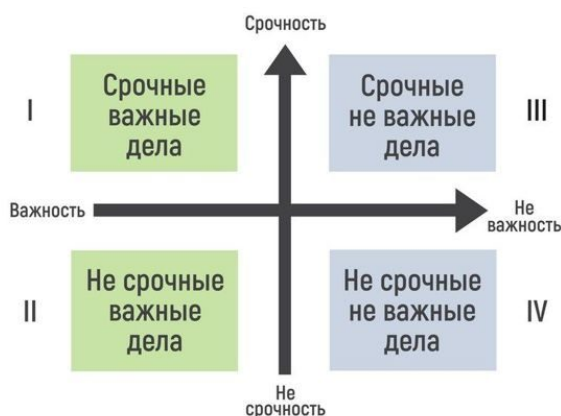 Срочность
I
Срочные
важные
дела
Срочные
не важные
дела
III
Важность
Не
важность
II
Не срочные
важные
дела
Не срочные
не важные
дела
IV
Не
срочность